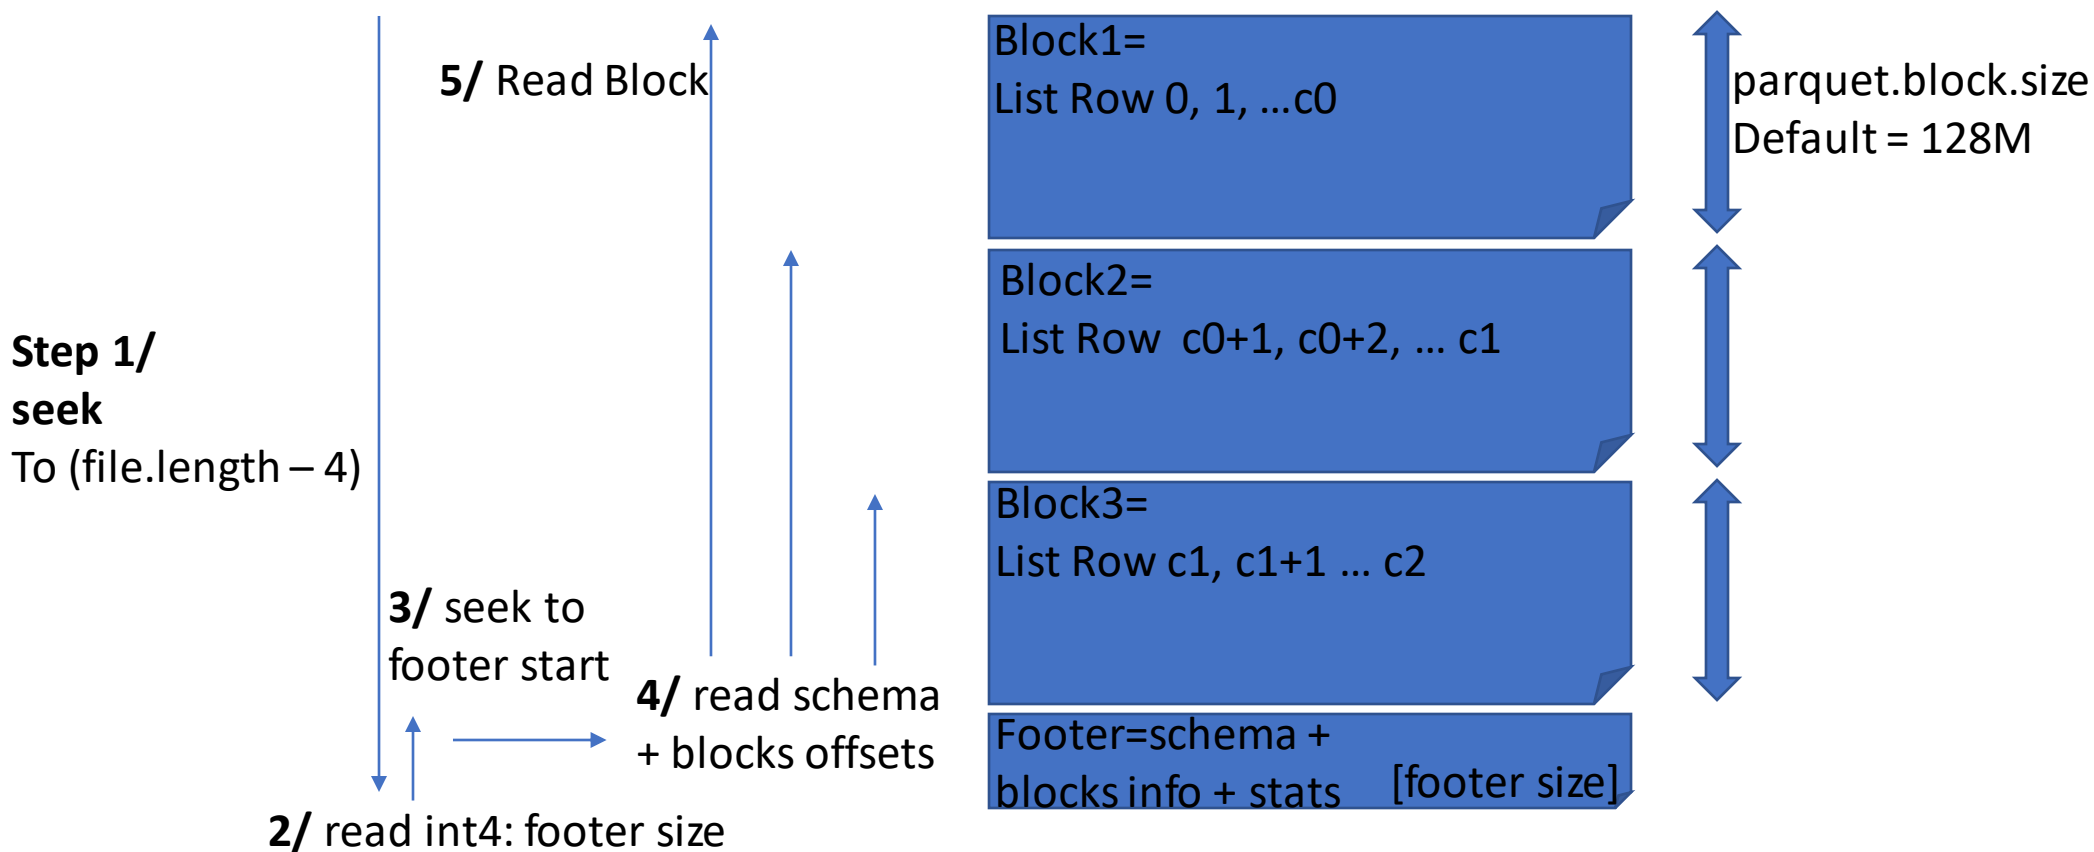 Step 1/
seek
To (file.length – 4)
2/ read int4: footer size
3/ seek to
footer start
4/ read schema
+ blocks offsets
5/ Read Block
Block1=
List Row 0, 1, …c0
Block2=
List Row  c0+1, c0+2, … c1
Block3=
List Row c1, c1+1 … c2
Footer=schema +
blocks info + stats
[footer size]
parquet.block.size
Default = 128M